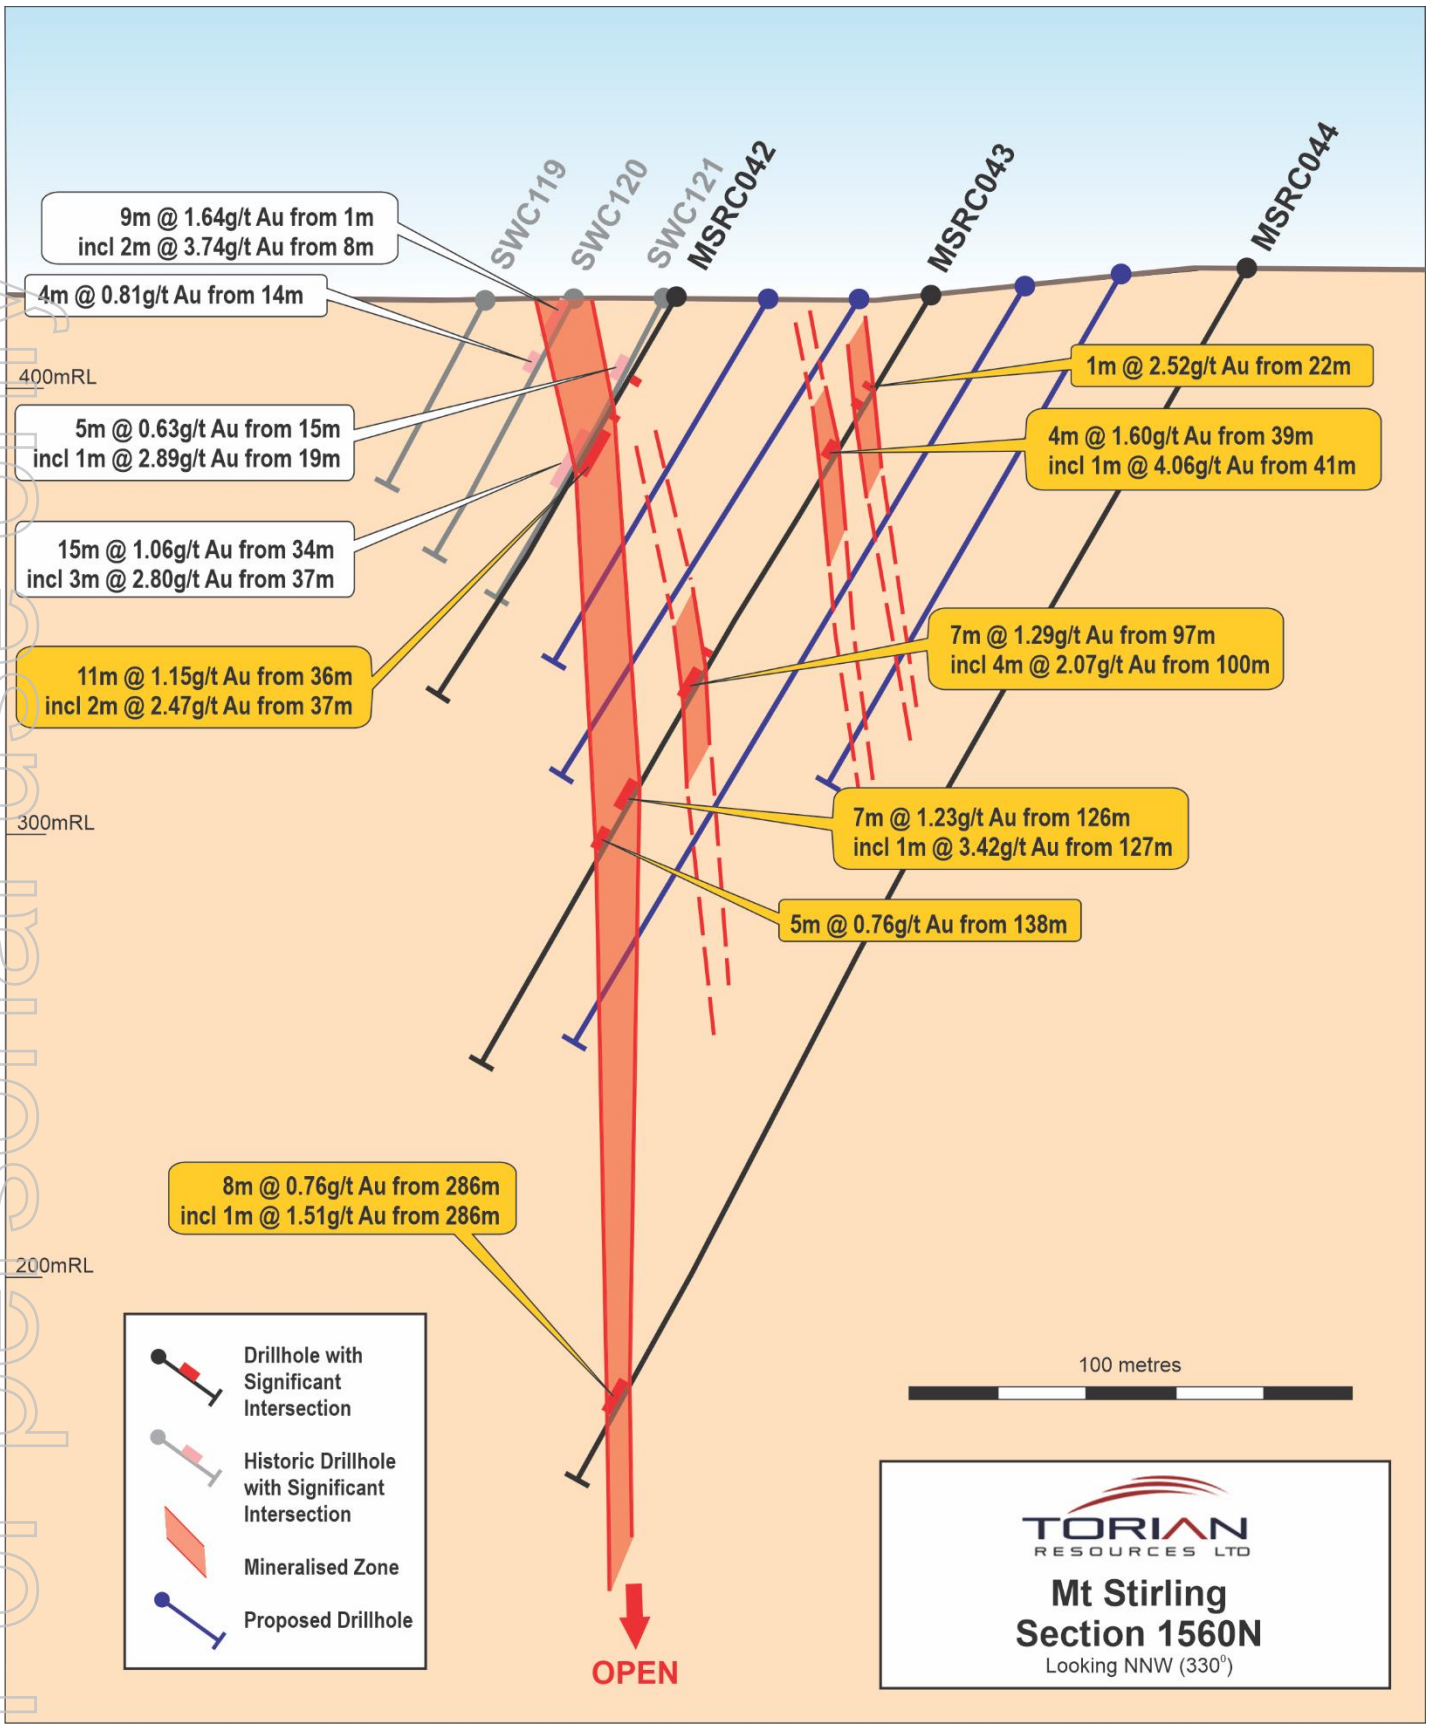 SWC119
SWC120
SWC121
MSRC042
MSRC043
MSRC044
9m @ 1.64g/t Au from 1m
incl 2m @ 3.74g/t Au from 8m
4m @ 0.81g/t Au from 14m
400mRL
1m @ 2.52g/t Au from 22m
5m @ 0.63g/t Au from 15m
incl 1m @ 2.89g/t Au from 19m
4m @ 1.60g/t Au from 39m
incl 1m @ 4.06g/t Au from 41m
15m @ 1.06g/t Au from 34m
incl 3m @ 2.80g/t Au from 37m
7m @ 1.29g/t Au from 97m
incl 4m @ 2.07g/t Au from 100m
11m @ 1.15g/t Au from 36m
incl 2m @ 2.47g/t Au from 37m
300mRL
7m @ 1.23g/t Au from 126m
incl 1m @ 3.42g/t Au from 127m
5m @ 0.76g/t Au from 138m
8m @ 0.76g/t Au from 286m
incl 1m @ 1.51g/t Au from 286m
200mRL
Drillhole with
Significant
Intersection
Historic Drillhole
with Significant
Intersection
Mineralised Zone
Proposed Drillhole
OPEN
100 metres
TORIAN
RESOURCES LTD
Mt Stirling
Section 1560N
Looking NNW (330⁰)